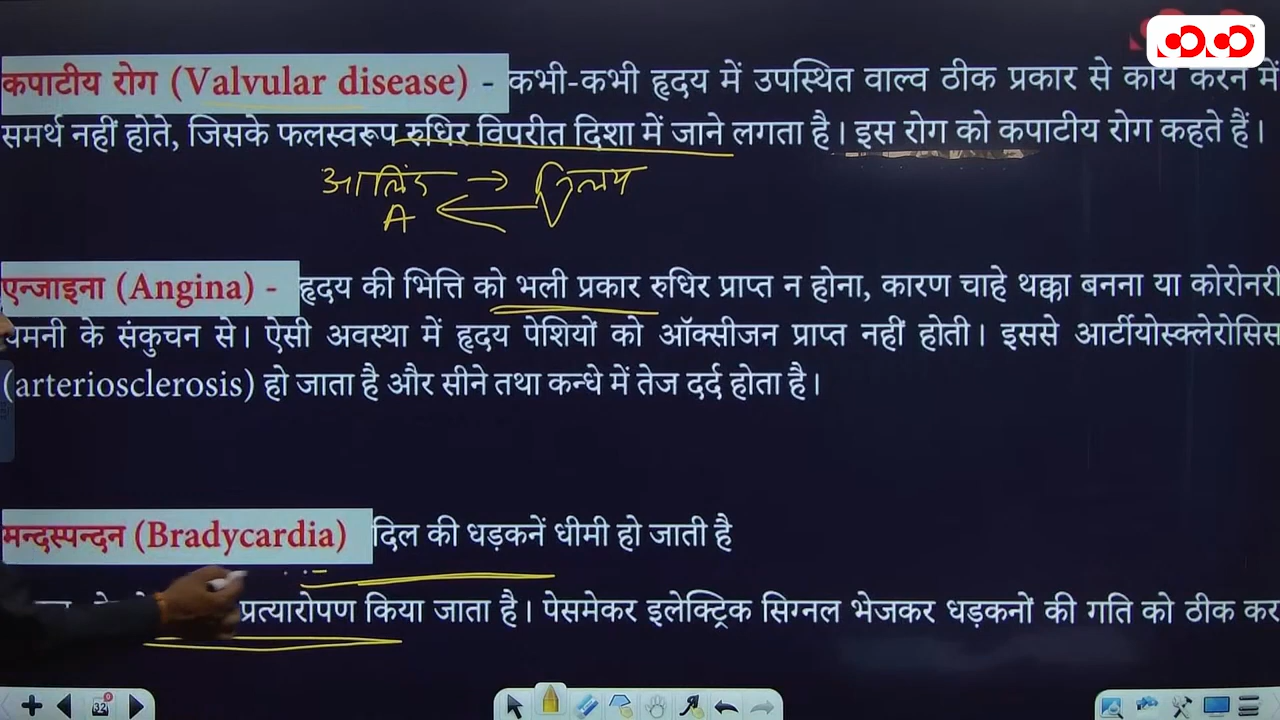 कपाटीय रोग (Valvular disease) - कभी-कभी हृदय में उपस्थित वाल्व ठीक प्रकार से कार्य करने में
समर्थ नहीं होते, जिसके फलस्वरूप रुधिर विपरीत दिशा में जाने लगता है। इस रोग को कपाटीय रोग कहते हैं।
आलिंद → निलय
A
एन्जाइना (Angina) - हृदय की भित्ति को भली प्रकार रुधिर प्राप्त न होना, कारण चाहे थक्का बनना या कोरोनरी
धमनी के संकुचन से। ऐसी अवस्था में हृदय पेशियों को ऑक्सीजन प्राप्त नहीं होती। इससे आर्टीयोस्क्लेरोसिस
(arteriosclerosis) हो जाता है और सीने तथा कन्धे में तेज दर्द होता है।
मन्दस्पन्दन (Bradycardia) दिल की धड़कनें धीमी हो जाती है
प्रत्यारोपण किया जाता है। पेसमेकर इलेक्ट्रिक सिग्नल भेजकर धड़कनों की गति को ठीक कर
32